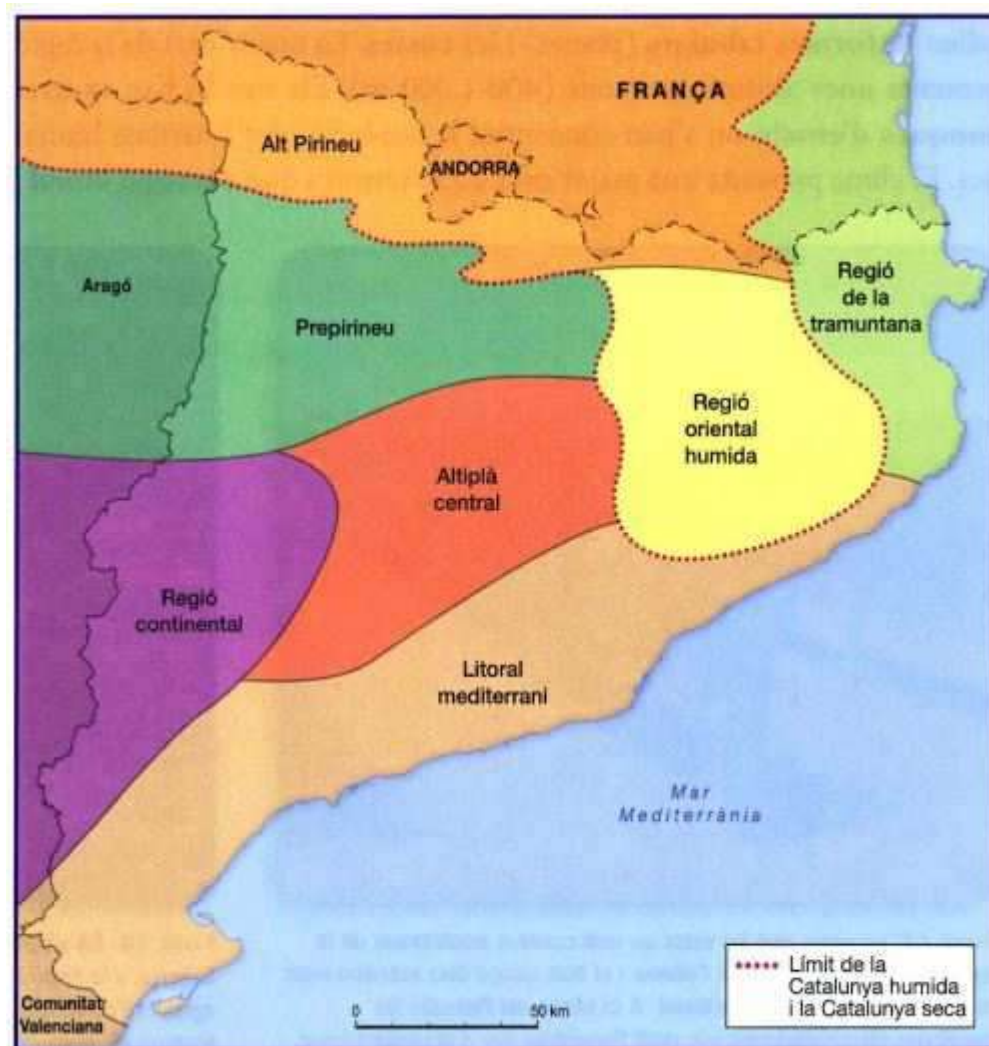 FRANÇA
Alt Pirineu
ANDORRA
Regió
de la
tramuntana
Aragó
Prepirineu
Regió
oriental
humida
Altiplà
central
Regió
continental
Litoral
mediterrani
Mar
Mediterrània
Comunitat
Valenciana
0
50 km
Límit de la
Catalunya humida
i la Catalunya seca